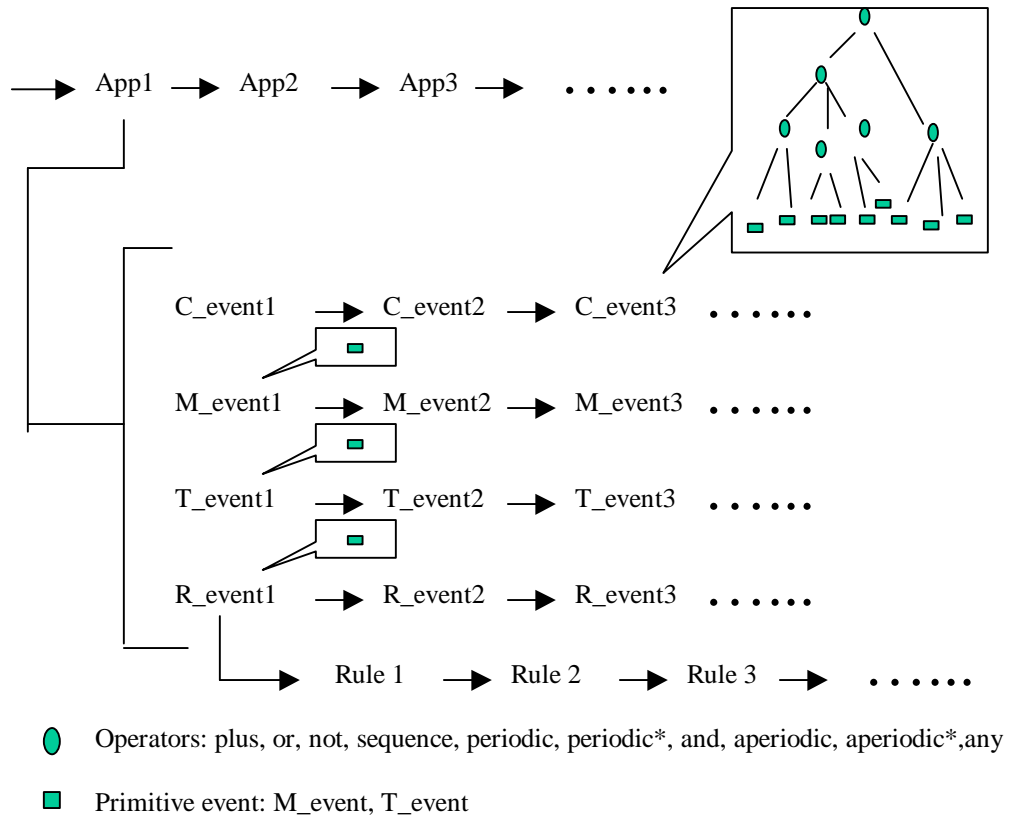 App1 App2 App3 ......
C_event1 C_event2 C_event3 ......
M_event1 M_event2 M_event3 ......
T_event1 T_event2 T_event3 ......
R_event1 R_event2 R_event3 ......
Rule 1 Rule 2 Rule 3 ......
Operators: plus, or, not, sequence, periodic, periodic*, and, aperiodic, aperiodic*,any
Primitive event: M_event, T_event